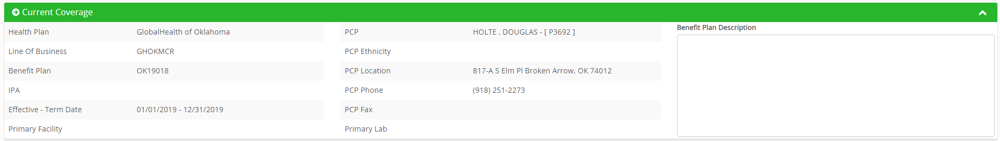 Current Coverage
Health Plan GlobalHealth of Oklahoma
Line Of Business GHOKMCR
Benefit Plan OK19018
IPA
Effective - Term Date 01/01/2019 - 12/31/2019
Primary Facility
PCP HOLTE , DOUGLAS - [ P3692 ]
PCP Ethnicity
PCP Location 817-A S Elm Pl Broken Arrow, OK 74012
PCP Phone (918) 251-2273
PCP Fax
Primary Lab
Benefit Plan Description